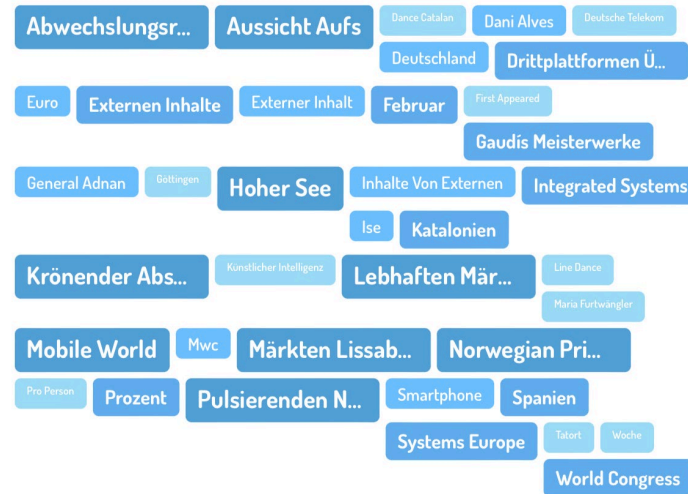 Abwechslungsr... Aussicht Aufs Dance Catalan Dani Alves Deutsche Telekom
Deutschland Drittplattformen Ü...
Euro Externen Inhalte Externer Inhalt Februar First Appeared
Gaudís Meisterwerke
General Adnan Göttingen Hoher See Inhalte Von Externen Integrated Systems
Ise Katalonien
Krönender Abs... Künstlicher Intelligenz Lebhaften Mär... Line Dance
Maria Furtwängler
Mobile World Mwc Märkten Lissab... Norwegian Pri...
Pro Person Prozent Pulsierenden N... Smartphone Spanien
Systems Europe Tatort Woche
World Congress